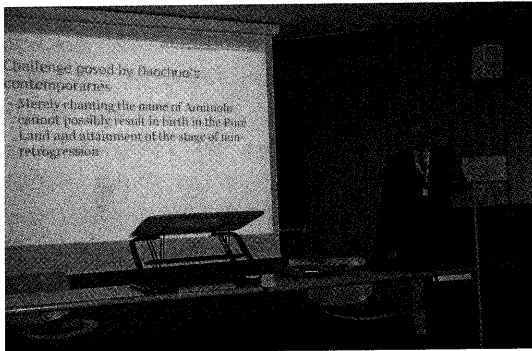 Challenge posed by Daochuo's
contemporaries
Merely chanting the name of Amitabha
cannot possibly result in birth in the Pure
Land and attainment of the stage of non-
retrogression